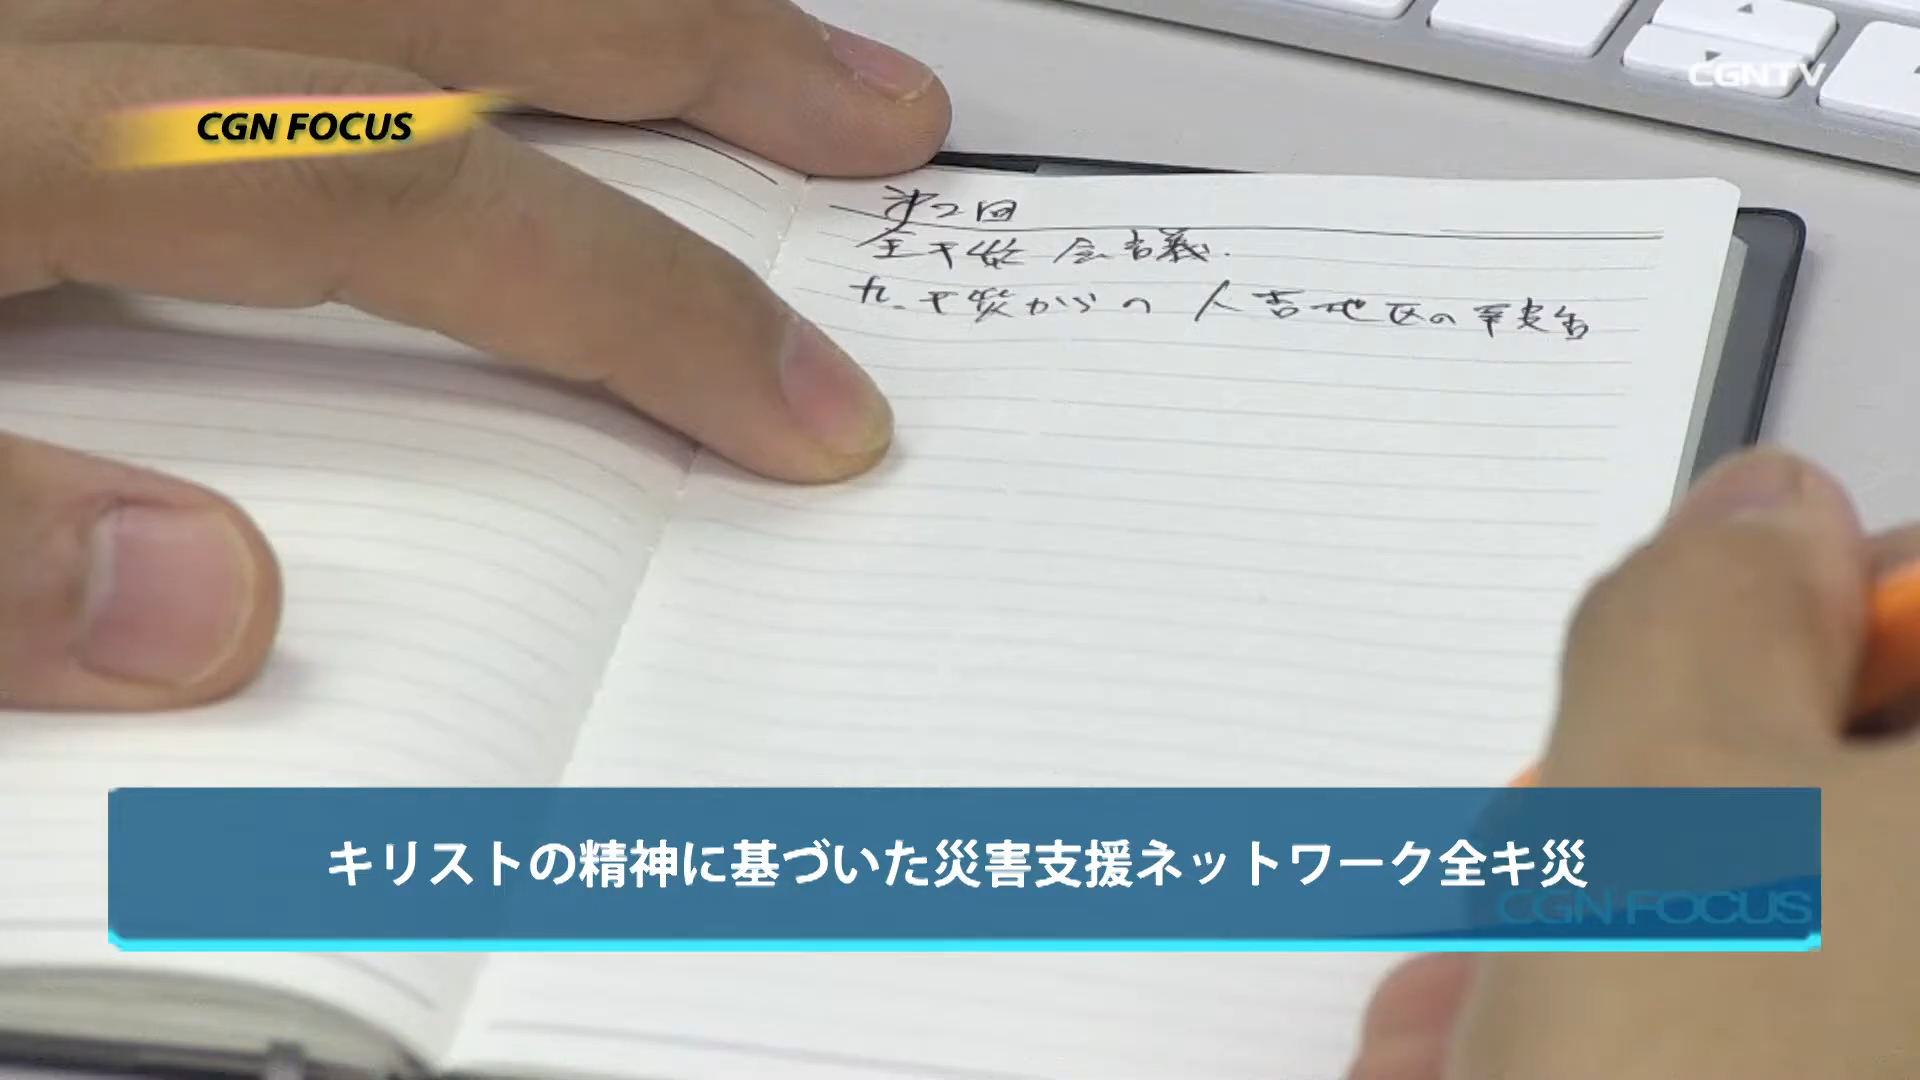 CGNTV
CGN FOCUS
第2回
全キ災 会議
九キ災からの 人吉地区の報告
キリストの精神に基づいた災害支援ネットワーク全キ災
CGN FOCUS